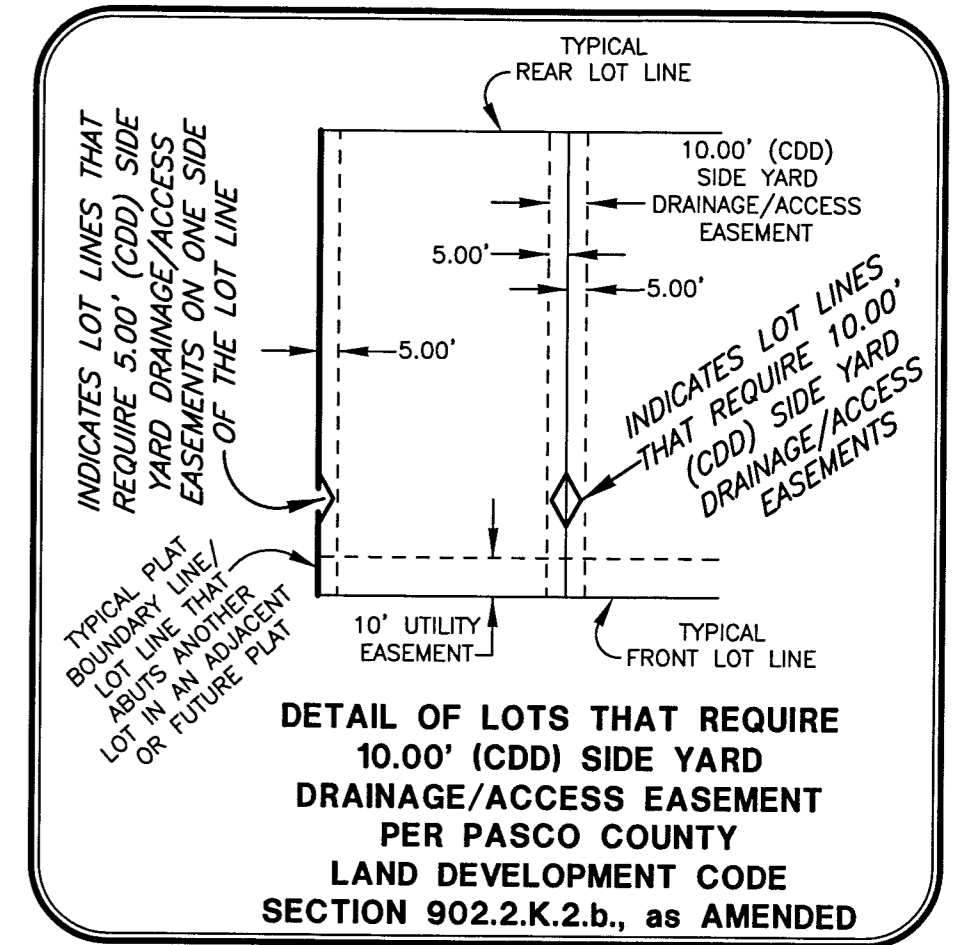 TYPICAL
REAR LOT LINE
INDICATES LOT LINES THAT
REQUIRE 5.00' (CDD) SIDE
YARD DRAINAGE/ACCESS
EASEMENTS ON ONE SIDE
OF THE LOT LINE
10.00' (CDD)
SIDE YARD
DRAINAGE/ACCESS
EASEMENT
5.00'
5.00'
5.00'
INDICATES LOT LINES
THAT REQUIRE 10.00'
(CDD) SIDE YARD
DRAINAGE/ACCESS
EASEMENTS
TYPICAL PLAT
BOUNDARY LINE/
LOT LINE THAT
ABUTS ANOTHER
LOT IN AN ADJACENT
OR FUTURE PLAT
10' UTILITY
EASEMENT
TYPICAL
FRONT LOT LINE
DETAIL OF LOTS THAT REQUIRE
10.00' (CDD) SIDE YARD
DRAINAGE/ACCESS EASEMENT
PER PASCO COUNTY
LAND DEVELOPMENT CODE
SECTION 902.2.K.2.b., as AMENDED